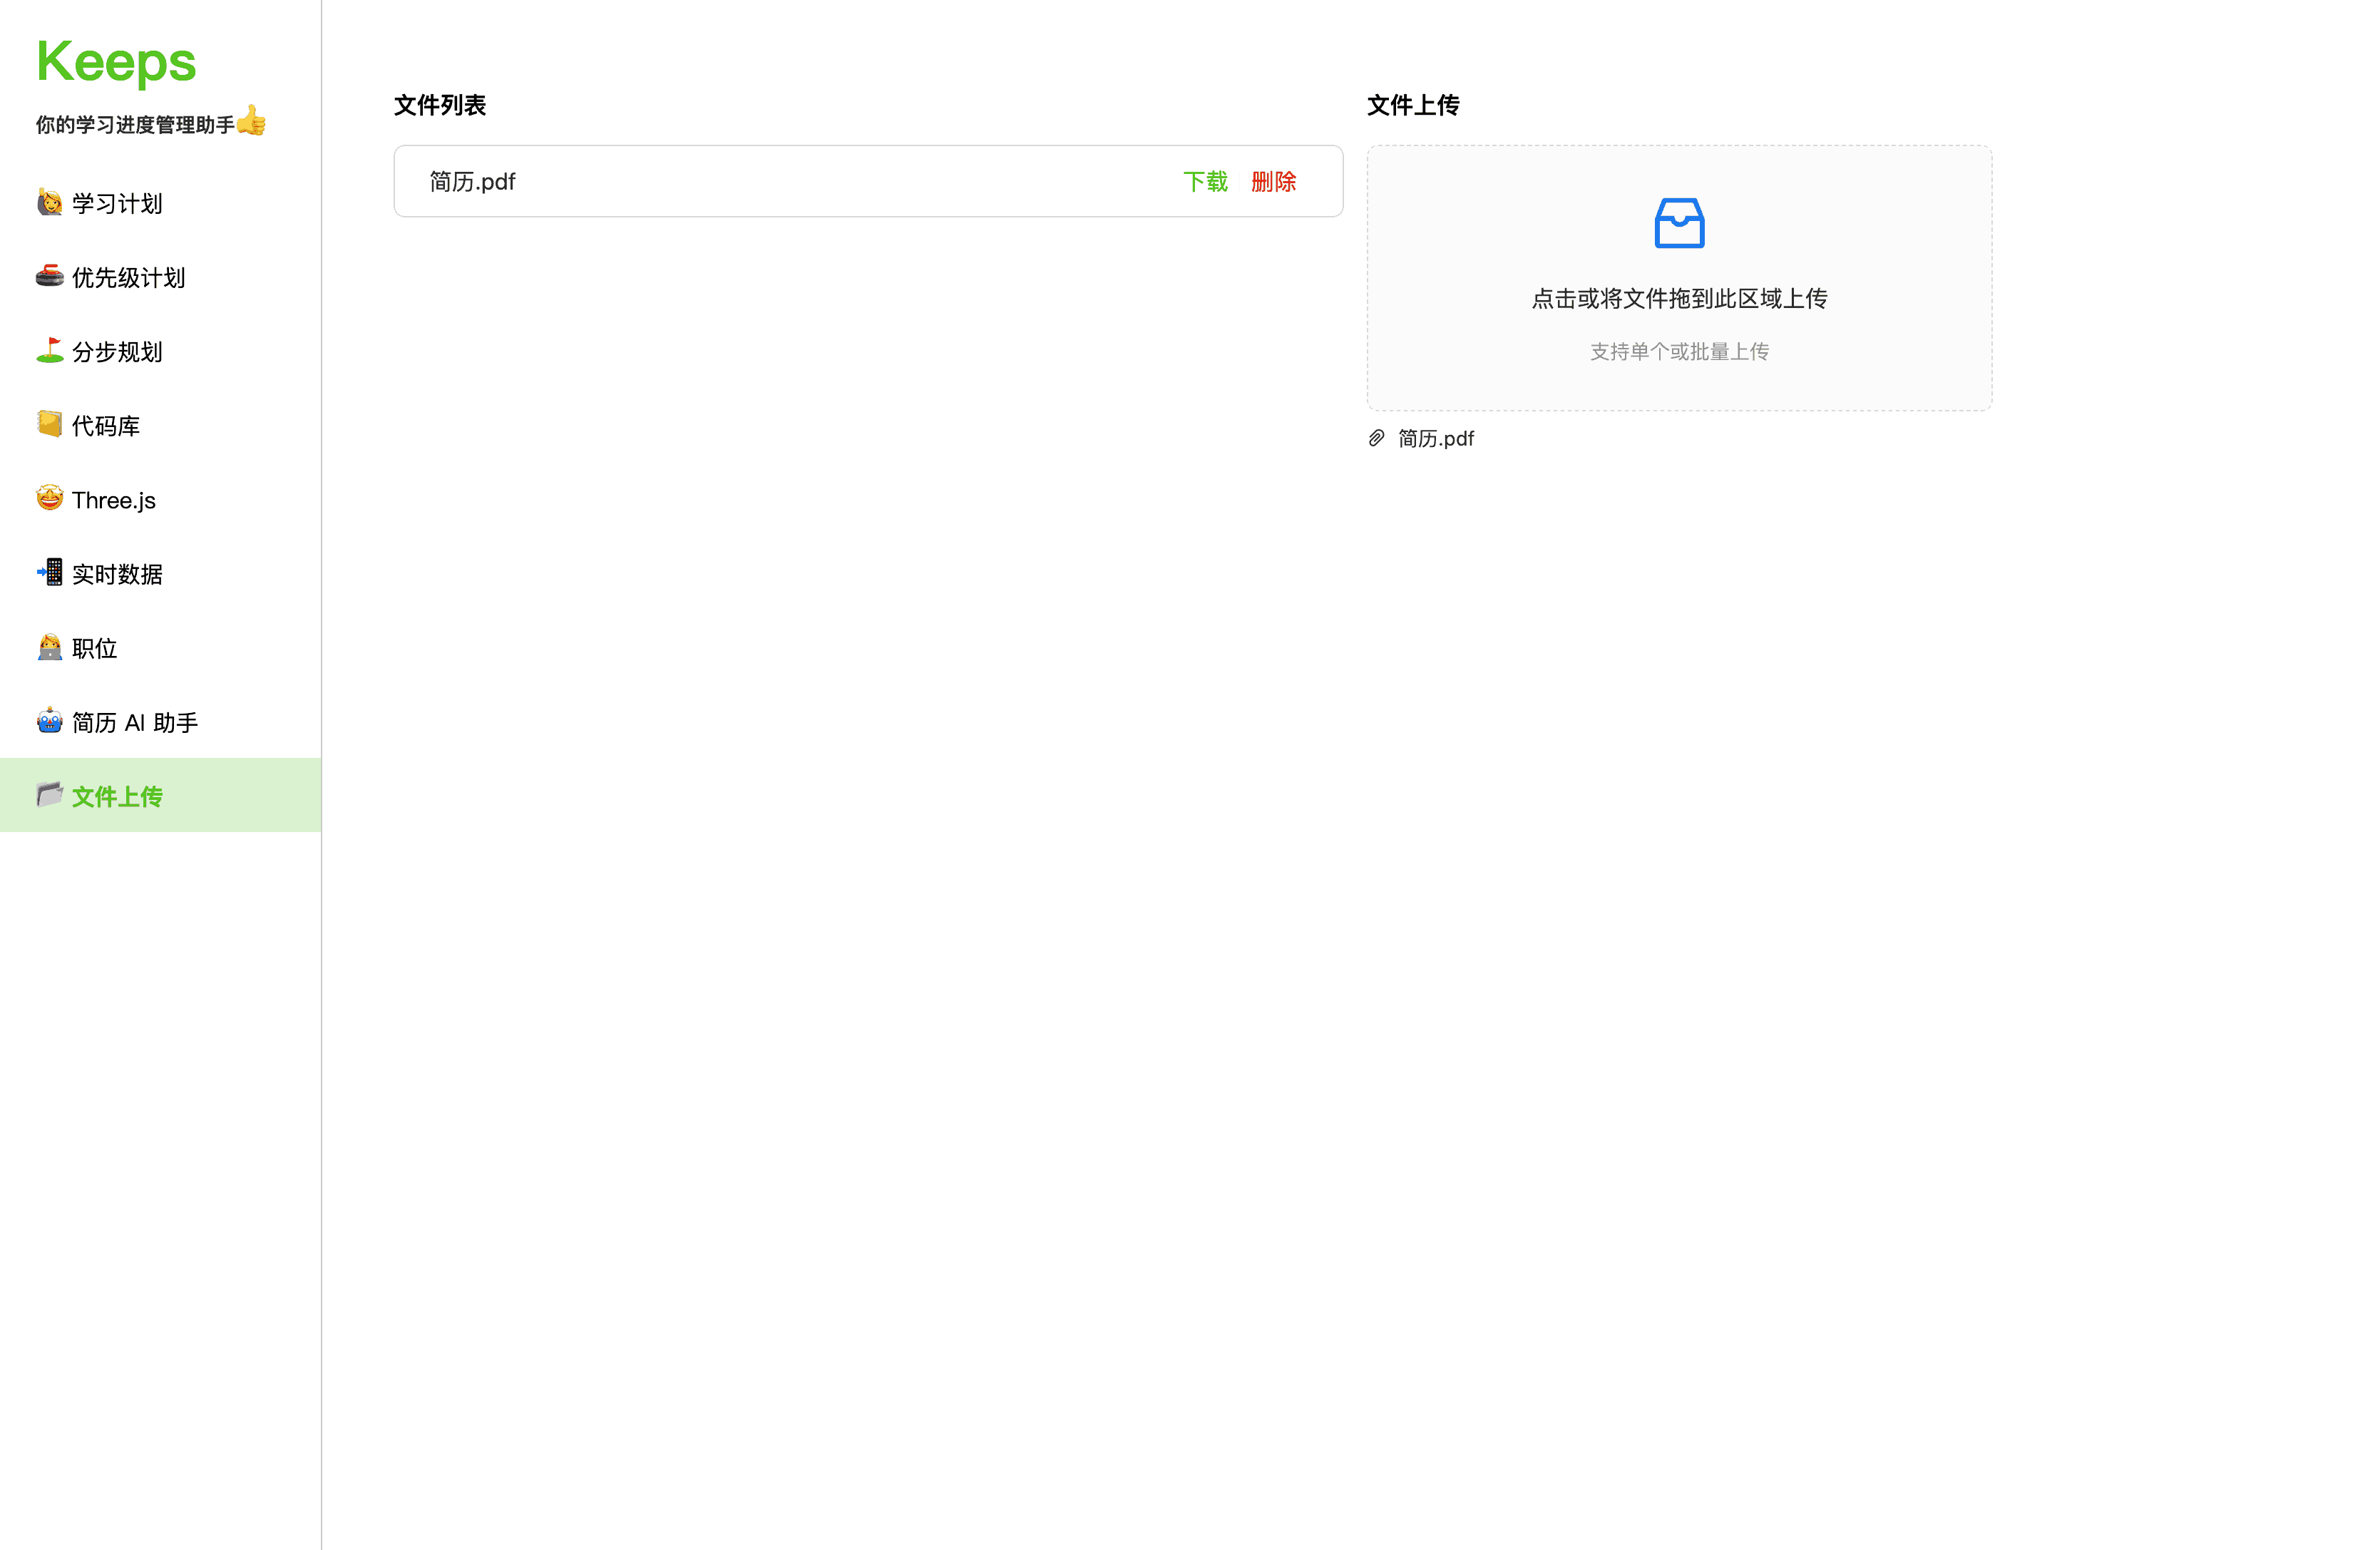 Keeps
你的学习进度管理助手👍
学习计划
优先级计划
分步规划
代码库
Three.js
实时数据
职位
简历 AI 助手
文件上传
文件列表
简历.pdf 下载 删除
文件上传
点击或将文件拖到此区域上传
支持单个或批量上传
简历.pdf